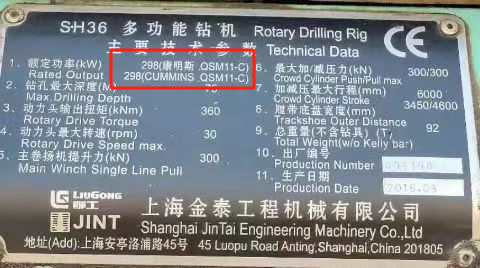 SH36 多功能钻机 Rotary Drilling Rig
主要技术参数 Technical Data
1、额定功率(kW) 298(康明斯 QSM11-C)
Rated Output 298(CUMMINS QSM11-C)
2、钻孔最大深度(M)
Max.Drilling Depth
3、动力头输出扭矩(kNm) 360
Rotary Drive Torque
4、动力头最大转速(rpm) 30
Rotary Drive Speed max.
5、主卷扬机提升力(kN) 300
Main Winch Single Line Pull
6、最大加/减压力(kN) 300/300
Crowd Cylinder Push/Pull max
7、加减压最大行程(mm) 6000
Crowd Cylinder Stroke
8、履带底盘宽度(mm) 3450/4600
Trackshoe Outer Distance
9、总重量(不含钻具)(T) 92
Total Weight(w/o Kelly bar)
10、出厂编号
Production Number
11、生产日期
Production Date 2016.03
LIUGONG
柳工
JINT
上海金泰工程机械有限公司
Shanghai JinTai Engineering Machinery Co.,Ltd.
地址(Add):上海安亭洛浦路45号 45 Luopu Road Anting,Shanghai,China 201805